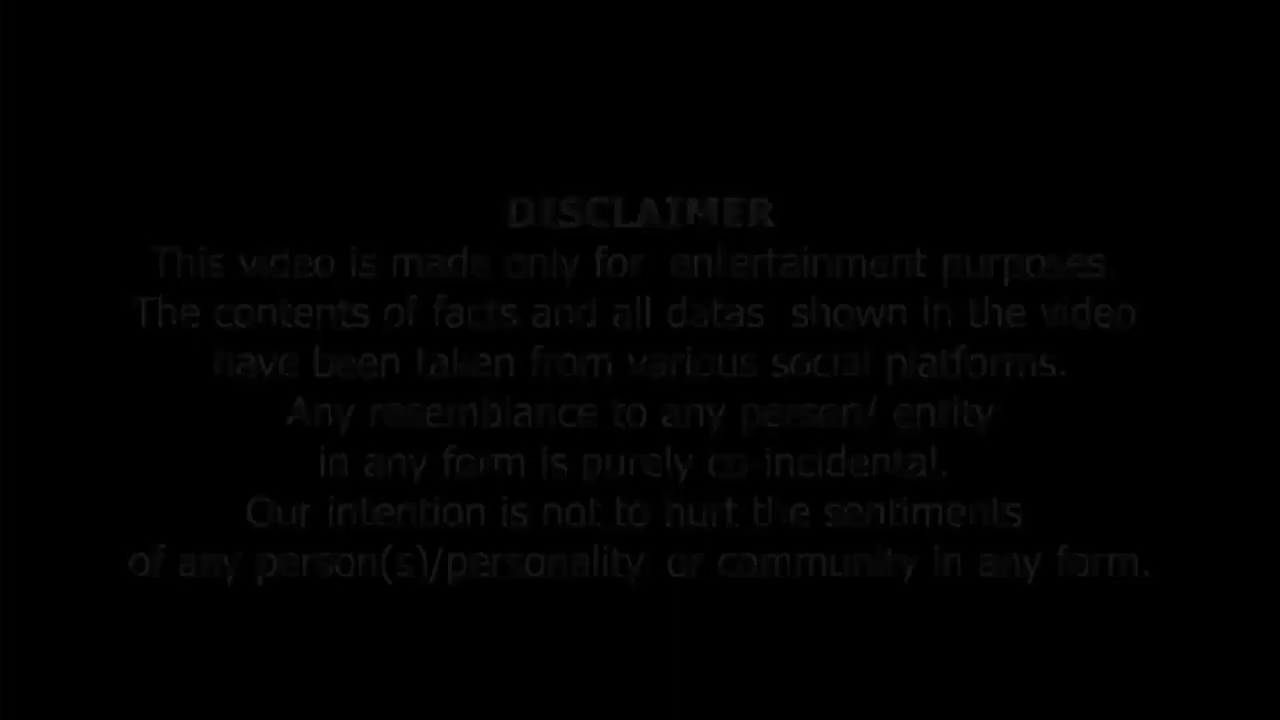 DISCLAIMER
This video is made only for entertainment purposes.
The contents of facts and all datas shown in the video
have been taken from various social platforms.
Any resemblance to any person/ entity
in any form is purely co-incidental.
Our intention is not to hurt the sentiments
of any person(s)/personality or community in any form.